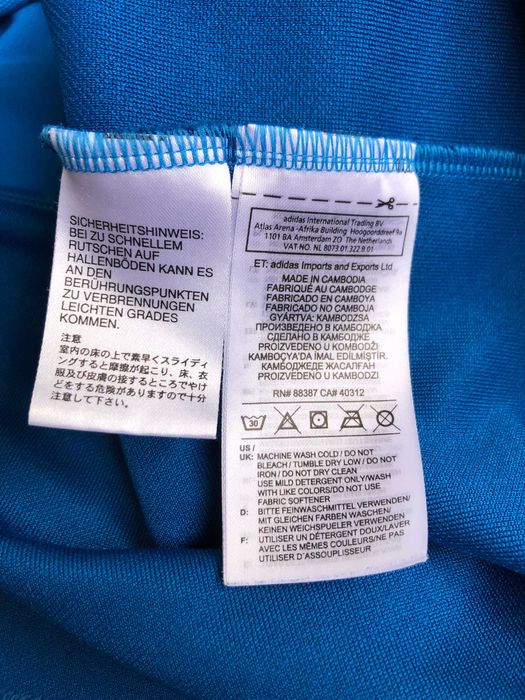 SICHERHEITSHINWEIS:
BEI ZU SCHNELLEM
RUTSCHEN AUF
HALLENBÖDEN KANN ES
AN DEN
BERÜHRUNGSPUNKTEN
ZU VERBRENNUNGEN
LEICHTEN GRADES
KOMMEN.
注意
室内の床の上で素早くスライディ
ングすると摩擦が起こり、床、衣
服及び皮膚の接するところでやけ
どをする危険がありますので十分
注意して下さい。
adidas International Trading BV
Atlas Arena -Afrika Building Hoogoorddreef 9a
1101 BA Amsterdam ZO The Netherlands
VAT NO. NL 8073.01.322 B 01
ET: adidas Imports and Exports Ltd
MADE IN CAMBODIA
FABRIQUÉ AU CAMBODGE
FABRICADO EN CAMBOYA
FABRICADO NO CAMBOJA
GYÁRTVA: KAMBODZSA
ПРОИЗВЕДЕНО В КАМБОДЖА
СДЕЛАНО В КАМБОДЖЕ
PROIZVEDENO U KOMBODŽI
KAMBOÇYA'DA İMAL EDİLMİŞTİR.
КАМБОДЖЕДЕ ЖАСАЛҒАН
PROIZVEDENO U KAMBODŽI
RN# 88387 CA# 40312
30
US /
UK: MACHINE WASH COLD / DO NOT
BLEACH / TUMBLE DRY LOW / DO NOT
IRON / DO NOT DRY CLEAN
USE MILD DETERGENT ONLY/WASH
WITH LIKE COLORS/DO NOT USE
FABRIC SOFTENER
D: BITTE FEINWASCHMITTEL VERWENDEN/
MIT GLEICHEN FARBEN WASCHEN/
KEINEN WEICHSPUELER VERWENDEN
F: UTILISER UN DÉTERGENT DOUX/LAVER
AVEC LES MÊMES COULEURS/NE PAS
UTILISER D'ASSOUPLISSEUR